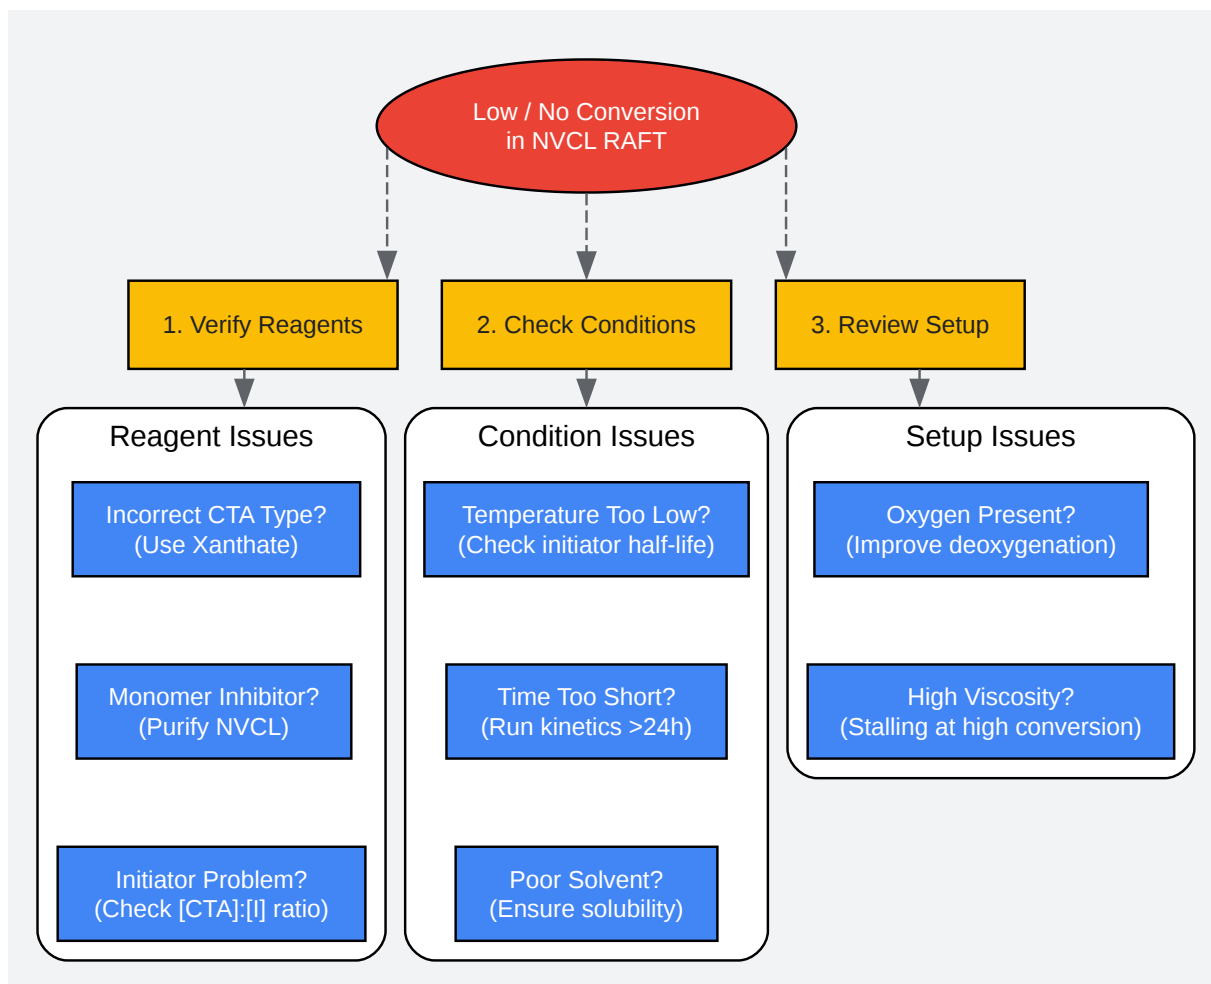 Low / No Conversion
in NVCL RAFT
1. Verify Reagents
2. Check Conditions
3. Review Setup
Reagent Issues
Incorrect CTA Type?
(Use Xanthate)
Monomer Inhibitor?
(Purify NVCL)
Initiator Problem?
(Check [CTA]:[I] ratio)
Condition Issues
Temperature Too Low?
(Check initiator half-life)
Time Too Short?
(Run kinetics >24h)
Poor Solvent?
(Ensure solubility)
Setup Issues
Oxygen Present?
(Improve deoxygenation)
High Viscosity?
(Stalling at high conversion)